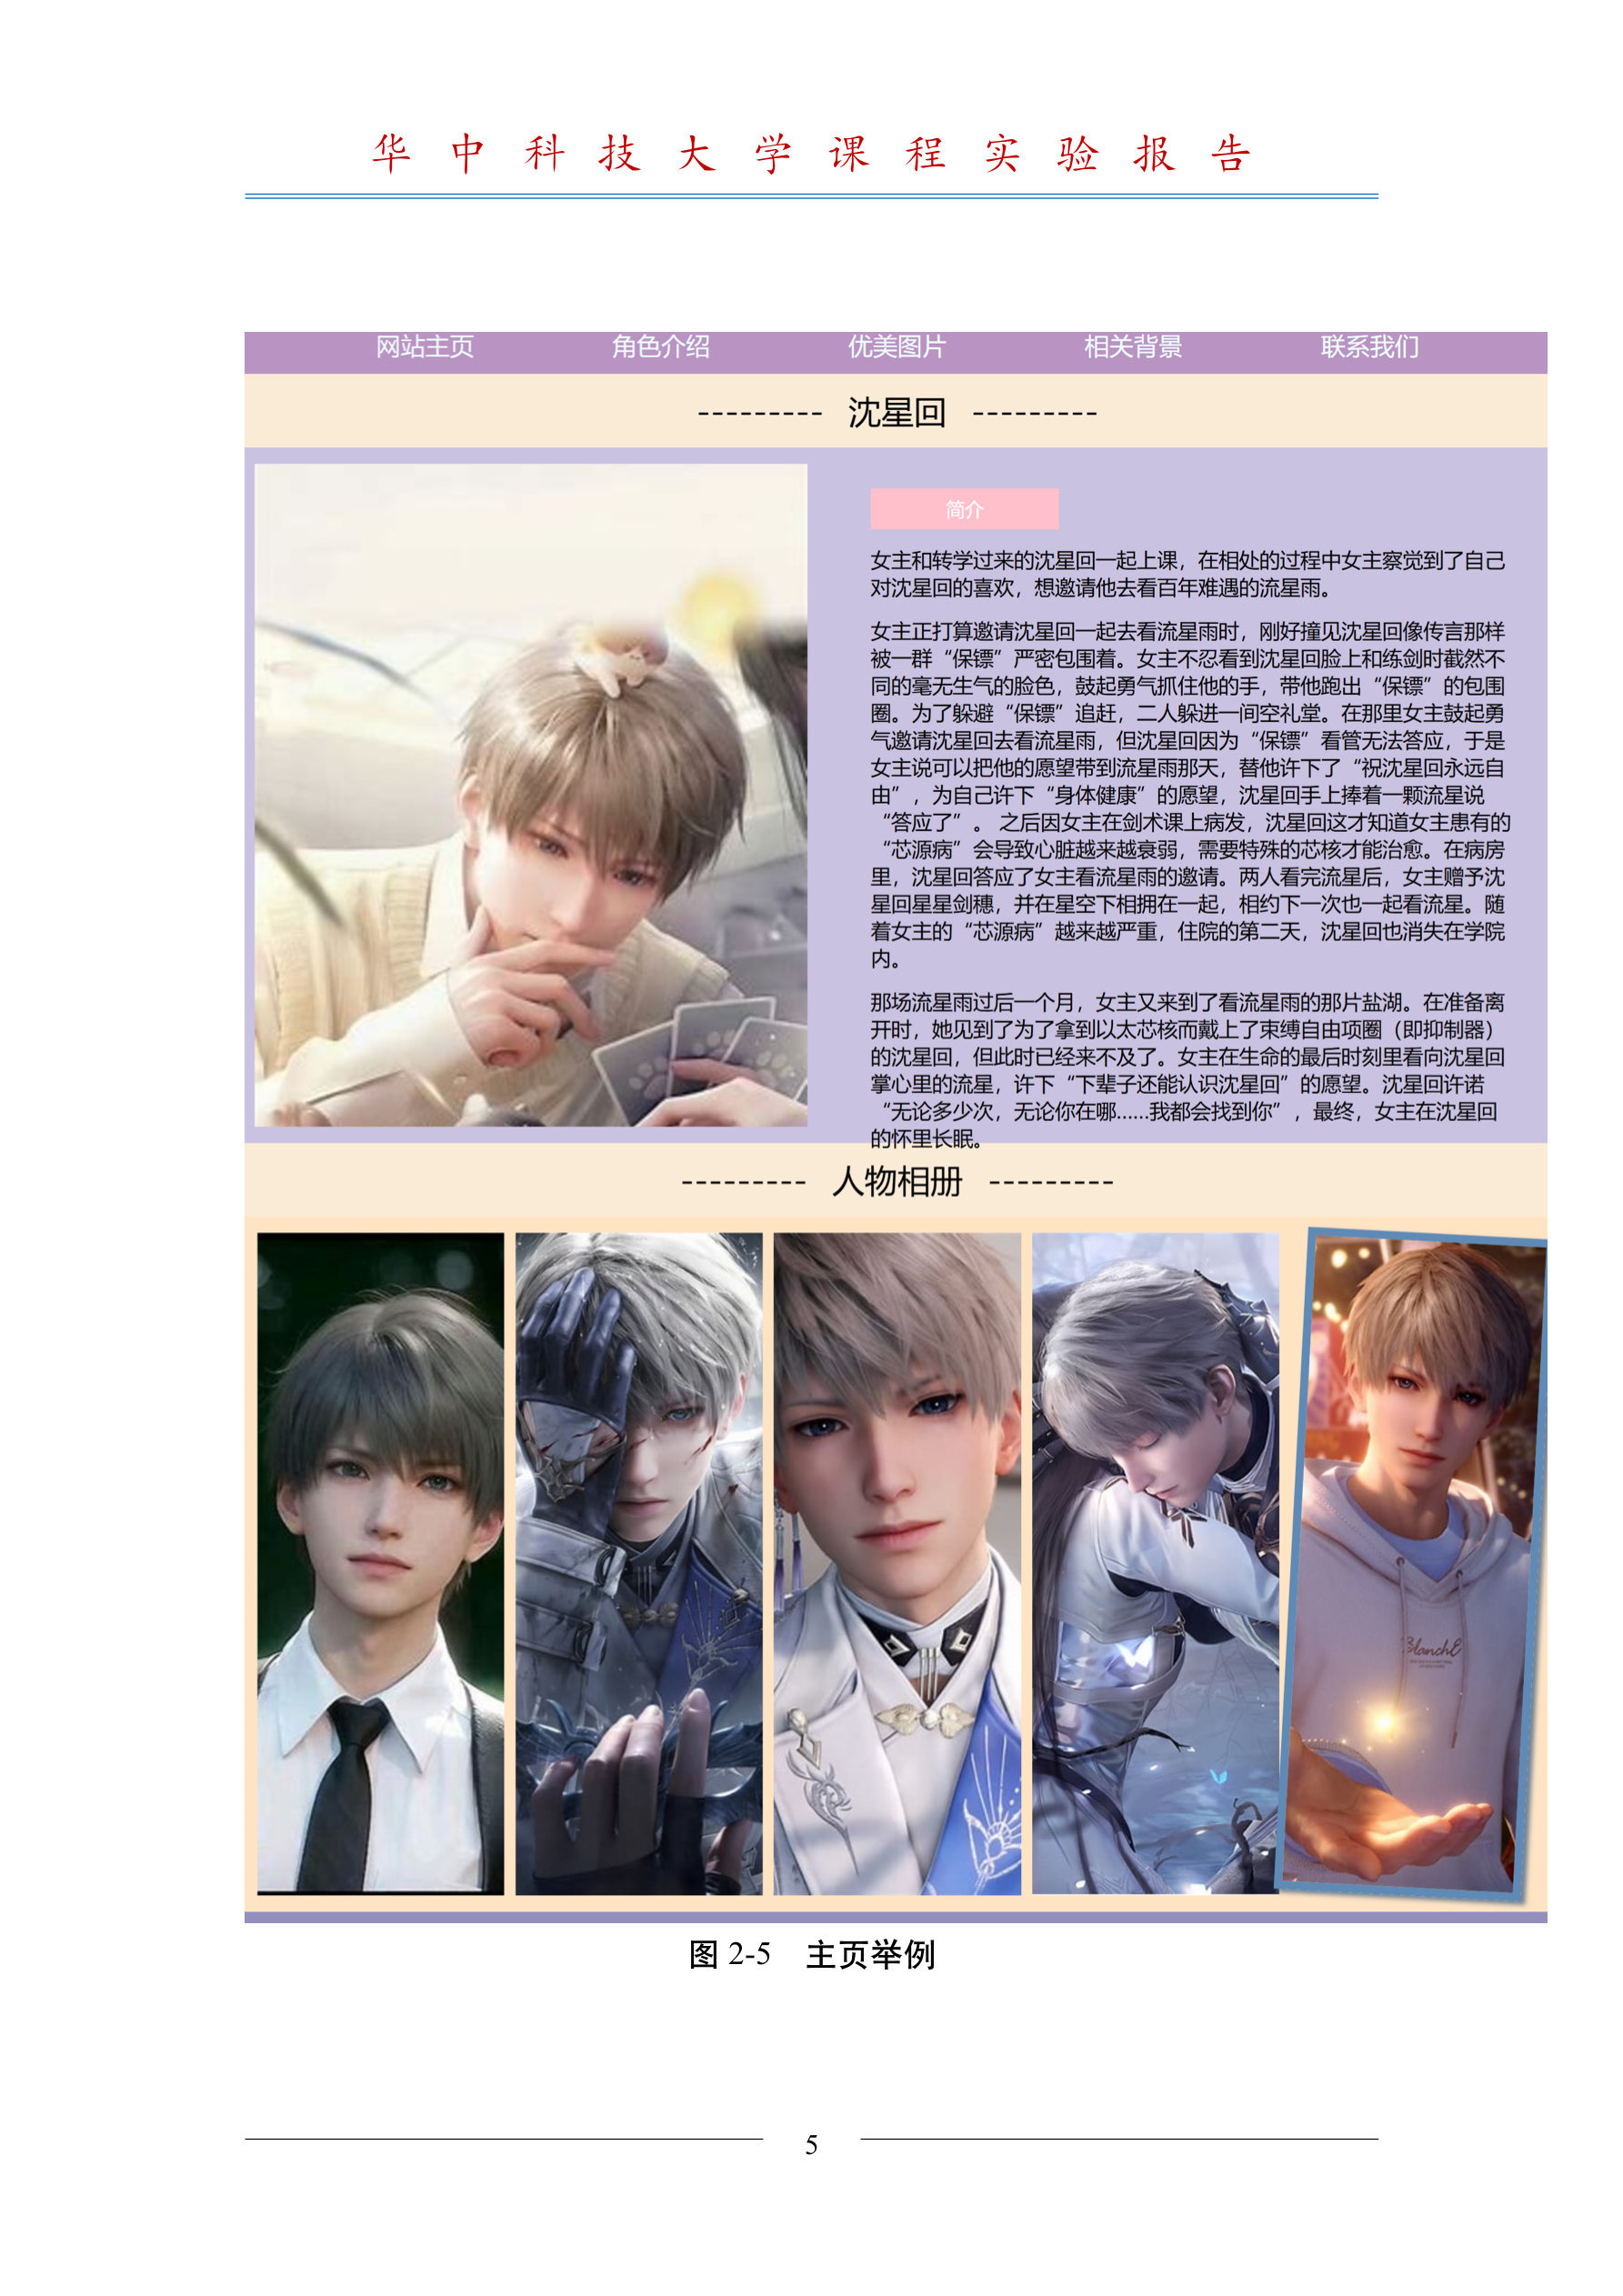 华中科技大学课程实验报告
网站主页 角色介绍 优美图片 相关背景 联系我们
--------- 沈星回 ---------
简介
女主和转学过来的沈星回一起上课，在相处的过程中女主察觉到了自己
对沈星回的喜欢，想邀请他去看百年难遇的流星雨。
女主正打算邀请沈星回一起去看流星雨时，刚好撞见沈星回像传言那样
被一群“保镖”严密包围着。女主不忍看到沈星回脸上和练剑时截然不
同的毫无生气的脸色，鼓起勇气抓住他的手，带他跑出“保镖”的包围
圈。为了躲避“保镖”追赶，二人躲进一间空礼堂。在那里女主鼓起勇
气邀请沈星回去看流星雨，但沈星回因为“保镖”看管无法答应，于是
女主说可以把他的愿望带到流星雨那天，替他许下了“祝沈星回永远自
由”，为自己许下“身体健康”的愿望，沈星回手上捧着一颗流星说
“答应了”。 之后因女主在剑术课上病发，沈星回这才知道女主患有的
“芯源病”会导致心脏越来越衰弱，需要特殊的芯核才能治愈。在病房
里，沈星回答应了女主看流星雨的邀请。两人看完流星后，女主赠予沈
星回星星剑穗，并在星空下相拥在一起，相约下一次也一起看流星。随
着女主的“芯源病”越来越严重，住院的第二天，沈星回也消失在学院
内。
那场流星雨过后一个月，女主又来到了看流星雨的那片盐湖。在准备离
开时，她见到了为了拿到以太芯核而戴上了束缚自由项圈（即抑制器）
的沈星回，但此时已经来不及了。女主在生命的最后时刻里看向沈星回
掌心里的流星，许下“下辈子还能认识沈星回”的愿望。沈星回许诺
“无论多少次，无论你在哪......我都会找到你”，最终，女主在沈星回
的怀里长眠。
--------- 人物相册 ---------
BlanchE
图 2-5 主页举例
5